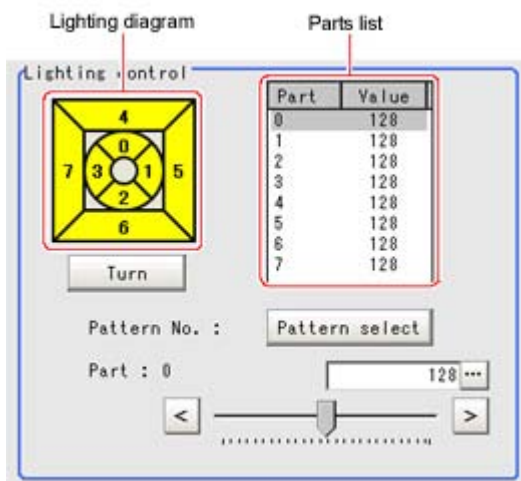 Lighting diagram
Parts list
Lighting control
Part Value
0 128
1 128
2 128
3 128
4 128
5 128
6 128
7 128
4
0
7 3 1 5
2
6
Turn
Pattern No. :
Pattern select
Part : 0
128 ...
< >